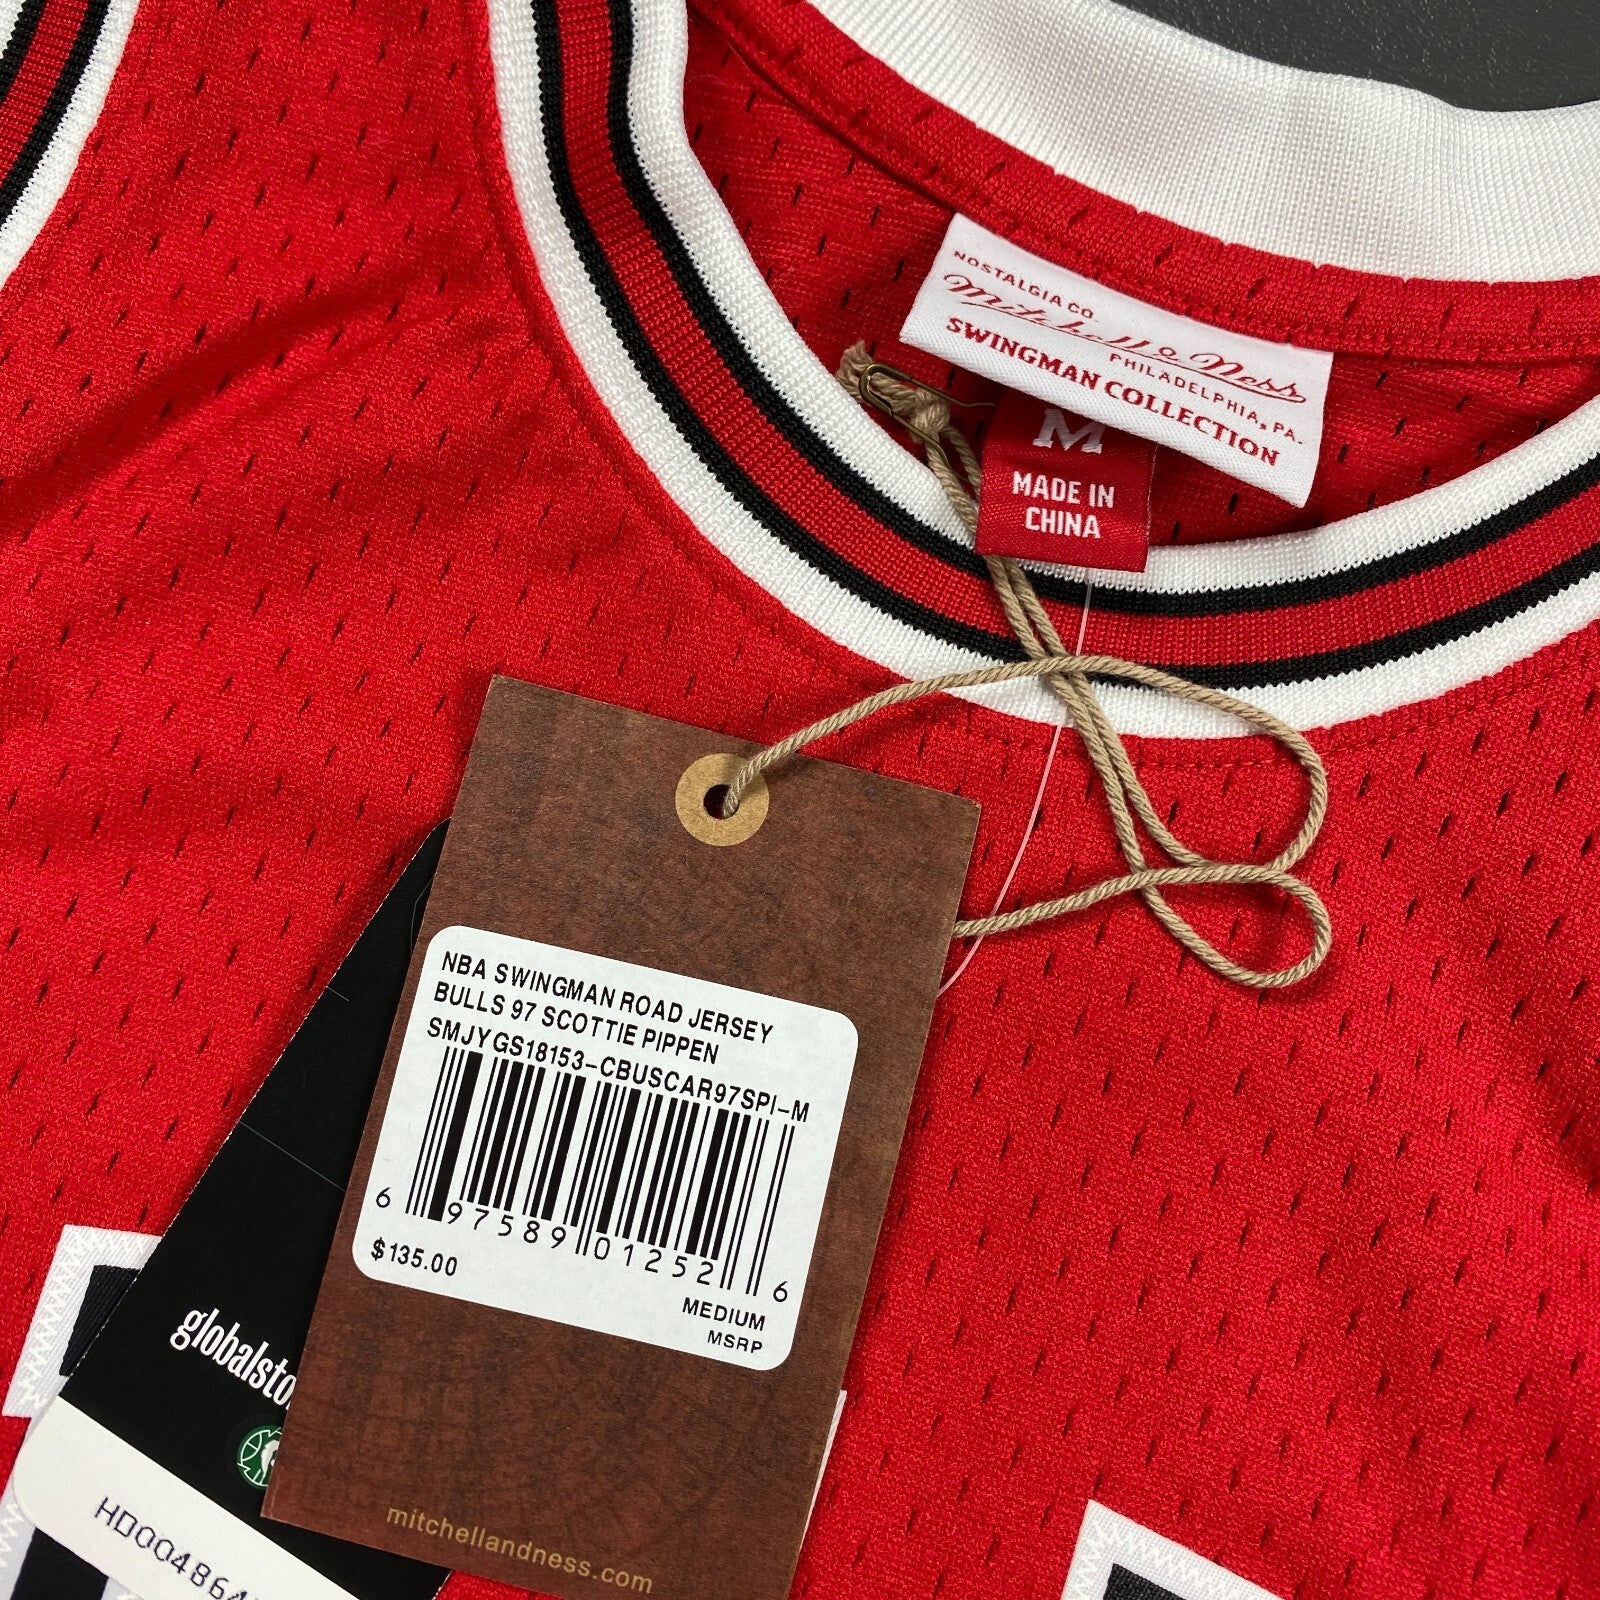 NOSTALGIA CO.
Mitchell & Ness
PHILADELPHIA, PA.
SWINGMAN COLLECTION
M
MADE IN
CHINA
NBA SWINGMAN ROAD JERSEY
BULLS 97 SCOTTIE PIPPEN
SMJYGS18153-CBUSCAR97SPI-M
6 97589 01252 6
$135.00
MEDIUM
MSRP
mitchellandness.com